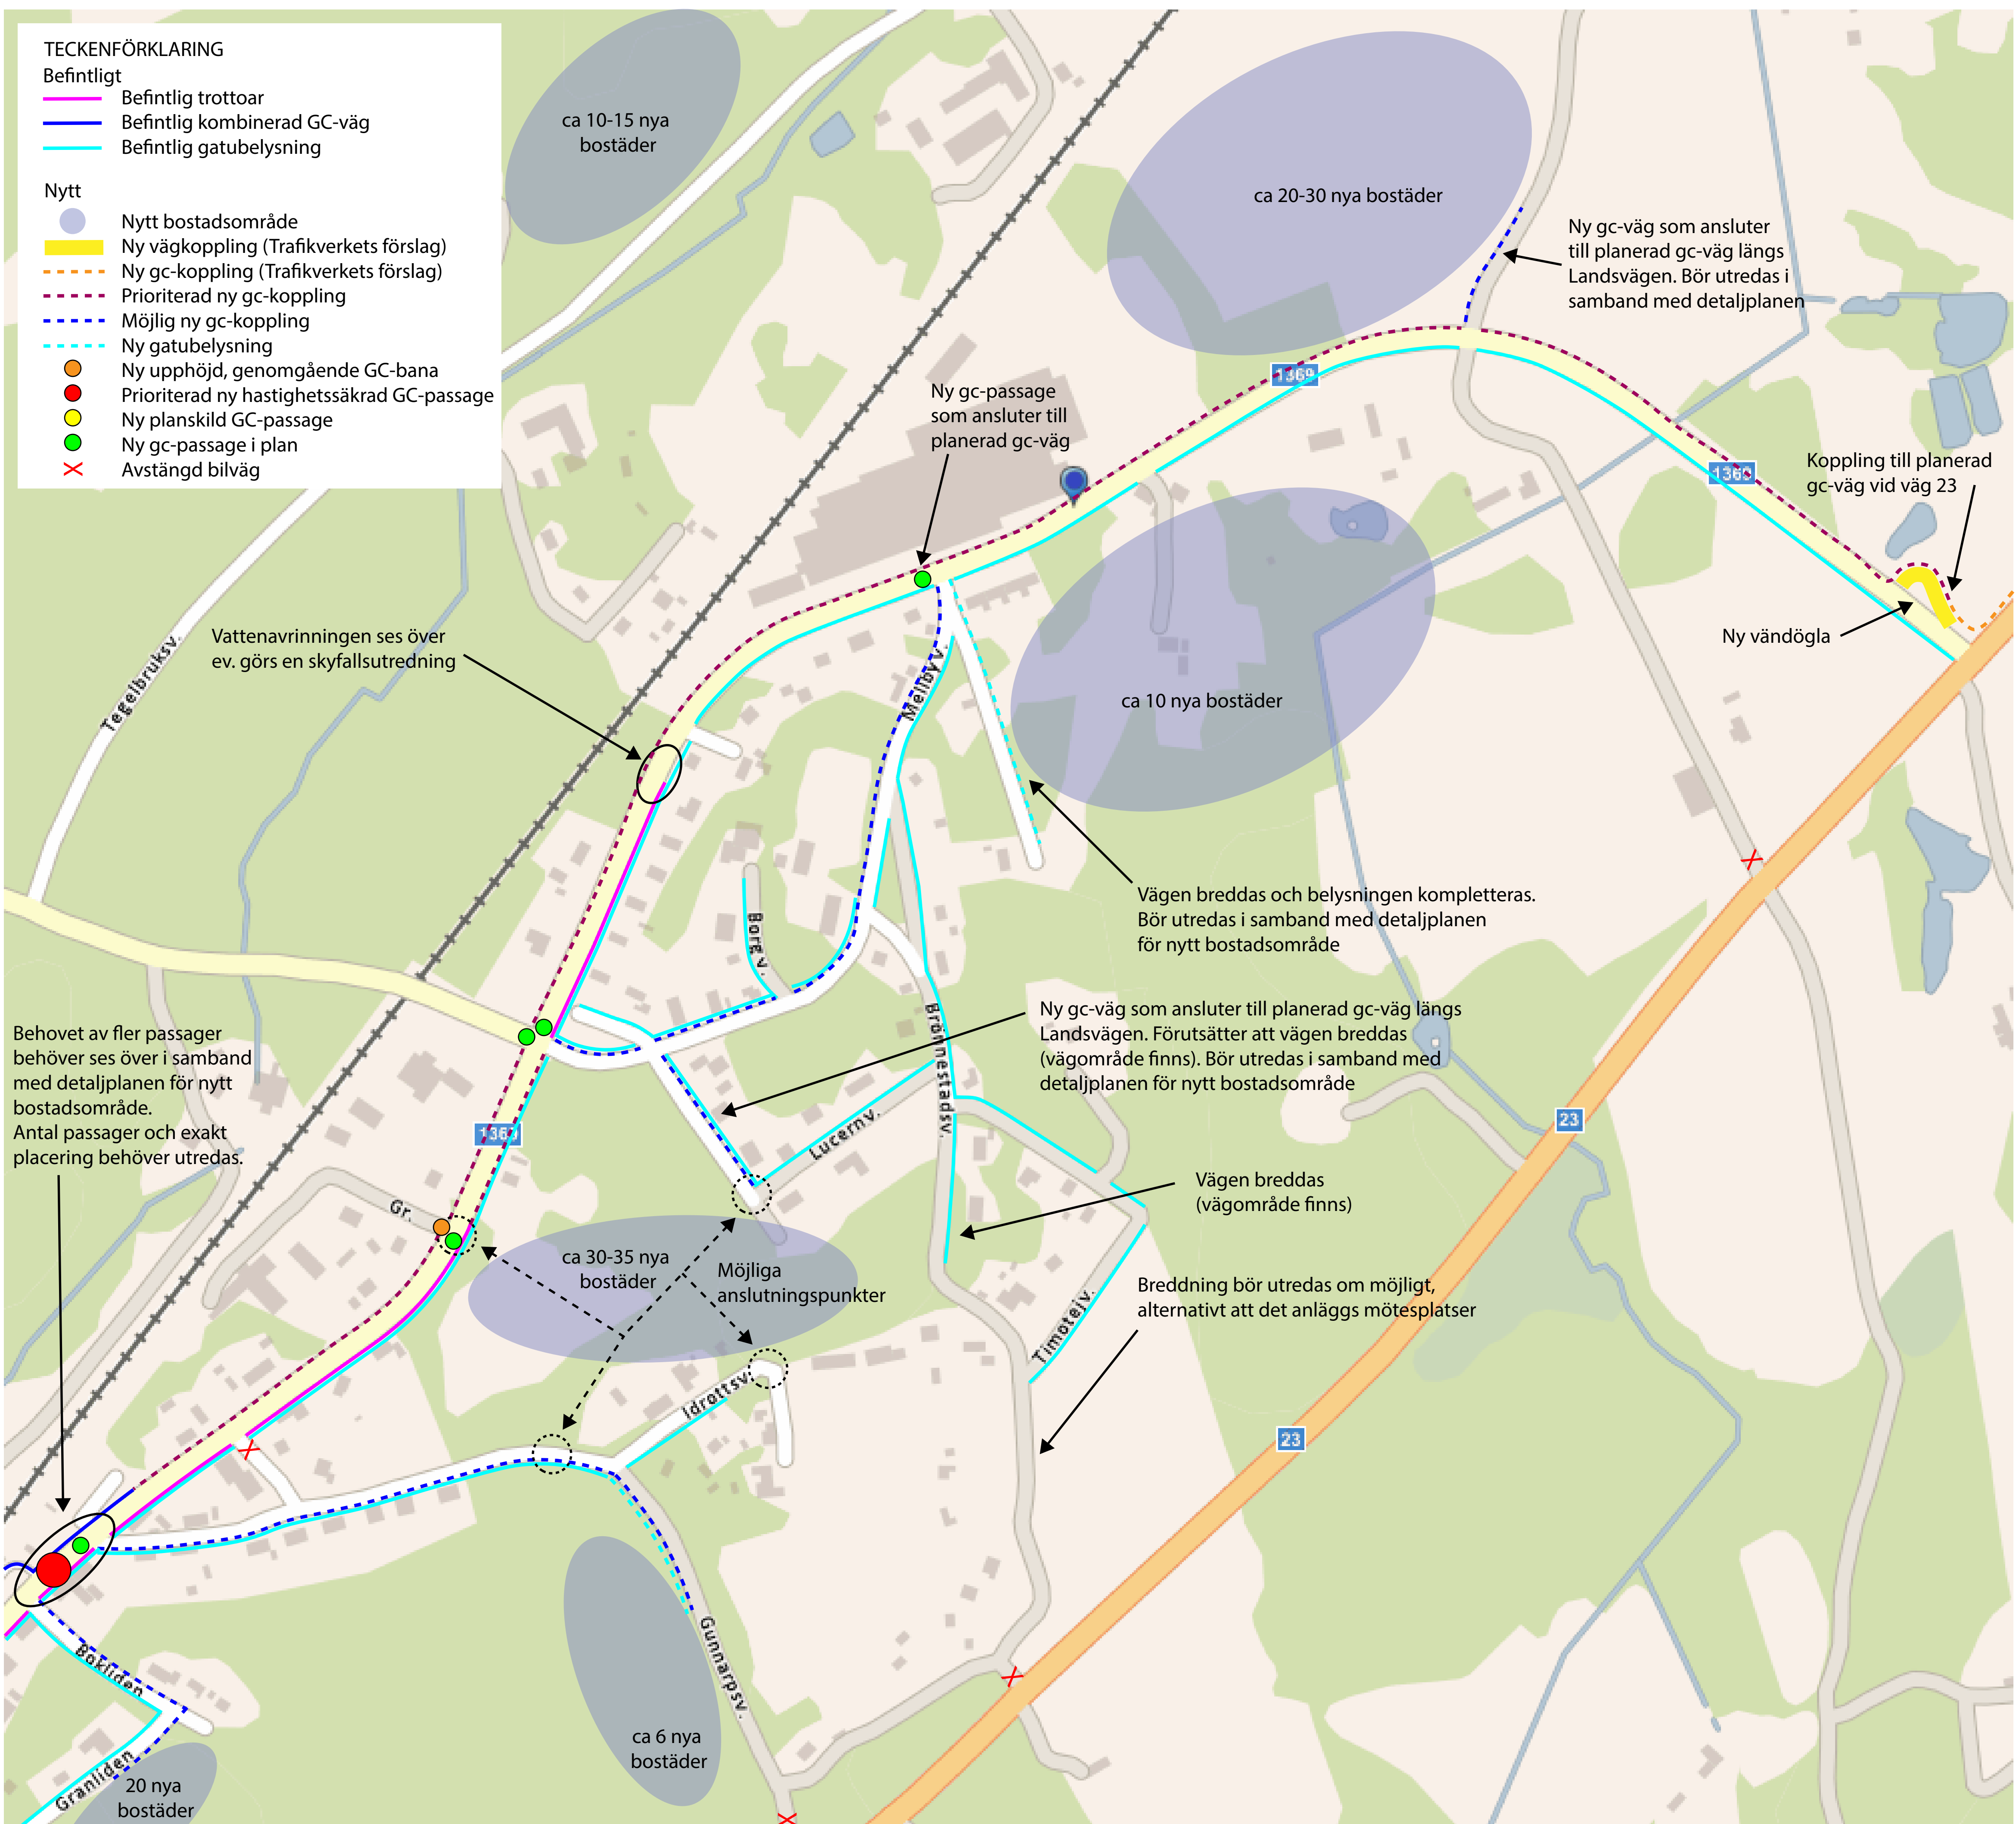 TECKENFÖRKLARING
Befintligt
Befintlig trottoar
Befintlig kombinerad GC-väg
Befintlig gatubelysning
Nytt
Nytt bostadsområde
Ny vägkoppling (Trafikverkets förslag)
Ny gc-koppling (Trafikverkets förslag)
Prioriterad ny gc-koppling
Möjlig ny gc-koppling
Ny gatubelysning
Ny upphöjd, genomgående GC-bana
Prioriterad ny hastighetssäkrad GC-passage
Ny planskild GC-passage
Ny gc-passage i plan
Avstängd bilväg
ca 10-15 nya
bostäder
ca 20-30 nya bostäder
Ny gc-väg som ansluter
till planerad gc-väg längs
Landsvägen. Bör utredas i
samband med detaljplanen
1369
Ny gc-passage
som ansluter till
planerad gc-väg
1369
Koppling till planerad
gc-väg vid väg 23
Ny vändögla
Vattenavrinningen ses över
ev. görs en skyfallsutredning
Tegelbruksv.
Mellbyv.
ca 10 nya bostäder
Vägen breddas och belysningen kompletteras.
Bör utredas i samband med detaljplanen
för nytt bostadsområde
Borgv.
Ny gc-väg som ansluter till planerad gc-väg längs
Landsvägen. Förutsätter att vägen breddas
(vägområde finns). Bör utredas i samband med
detaljplanen för nytt bostadsområde
Brönnestadsv.
Behovet av fler passager
behöver ses över i samband
med detaljplanen för nytt
bostadsområde.
Antal passager och exakt
placering behöver utredas.
1369
Lucernv.
23
Gr.
Vägen breddas
(vägområde finns)
ca 30-35 nya
bostäder
Möjliga
anslutningspunkter
Breddning bör utredas om möjligt,
alternativt att det anläggs mötesplatser
Timotejv.
Idrottsv.
23
Gunnarpsv.
Bokliden
Granliden
ca 6 nya
bostäder
20 nya
bostäder